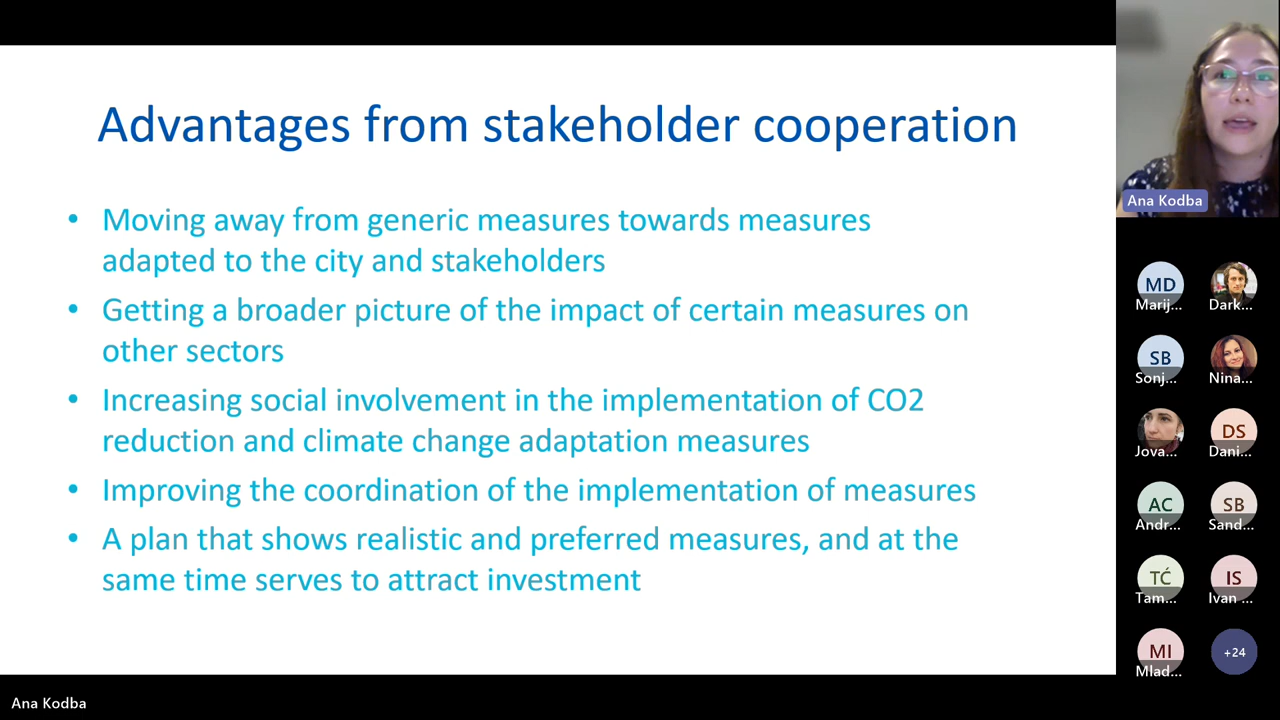 Advantages from stakeholder cooperation
• Moving away from generic measures towards measures
adapted to the city and stakeholders
• Getting a broader picture of the impact of certain measures on
other sectors
• Increasing social involvement in the implementation of CO2
reduction and climate change adaptation measures
• Improving the coordination of the implementation of measures
• A plan that shows realistic and preferred measures, and at the
same time serves to attract investment
Ana Kodba
MD
Marij...
Dark...
SB
Sonj...
Nina...
Jova...
DS
Dani...
AC
Andr...
SB
Sand...
TĆ
Tam...
IS
Ivan ...
MI
Mlad...
+24
Ana Kodba